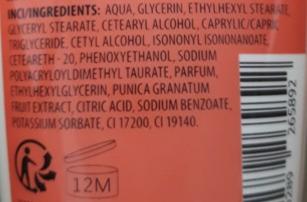 INCI/INGREDIENTS: AQUA, GLYCERIN, ETHYLHEXYL STEARATE,
GLYCERYL STEARATE, CETEARYL ALCOHOL, CAPRYLIC/CAPRIC
TRIGLYCERIDE, CETYL ALCOHOL, ISONONYL ISONONANOATE,
CETEARETH - 20, PHENOXYETHANOL, SODIUM
POLYACRYLOYLDIMETHYL TAURATE, PARFUM,
ETHYLHEXYLGLYCERIN, PUNICA GRANATUM
FRUIT EXTRACT, CITRIC ACID, SODIUM BENZOATE,
POTASSIUM SORBATE, CI 17200, CI 19140.
12M
265892